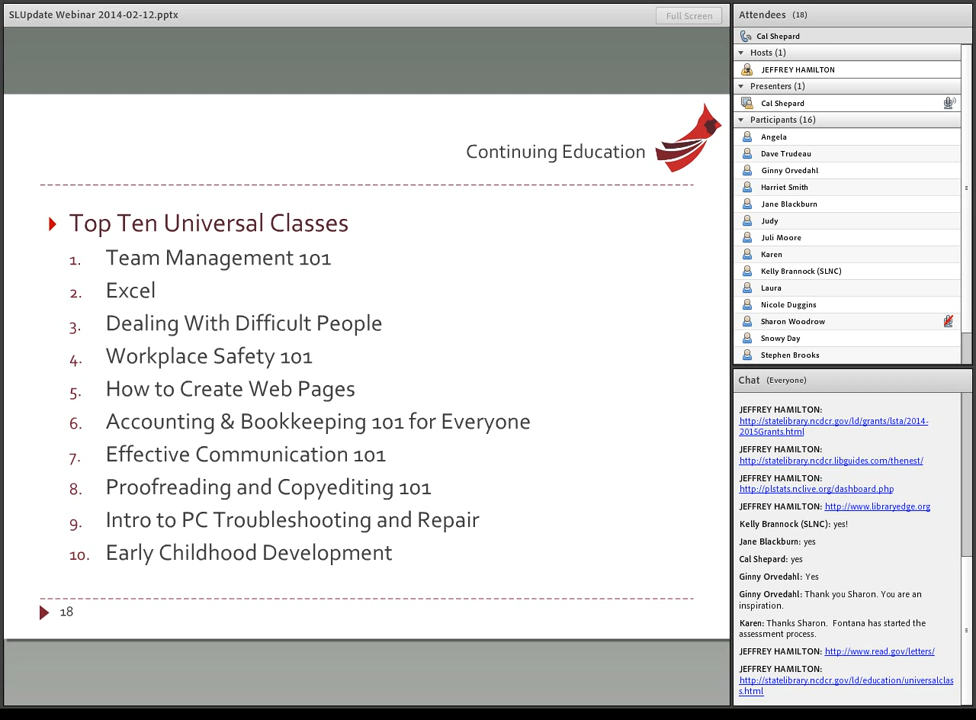 SLUpdate Webinar 2014-02-12.pptx
Full Screen
Continuing Education
Top Ten Universal Classes
1. Team Management 101
2. Excel
3. Dealing With Difficult People
4. Workplace Safety 101
5. How to Create Web Pages
6. Accounting & Bookkeeping 101 for Everyone
7. Effective Communication 101
8. Proofreading and Copyediting 101
9. Intro to PC Troubleshooting and Repair
10. Early Childhood Development
18
Attendees (18)
Cal Shepard
Hosts (1)
JEFFREY HAMILTON
Presenters (1)
Cal Shepard
Participants (16)
Angela
Dave Trudeau
Ginny Orvedahl
Harriet Smith
Jane Blackburn
Judy
Juli Moore
Karen
Kelly Brannock (SLNC)
Laura
Nicole Duggins
Sharon Woodrow
Snowy Day
Stephen Brooks
Chat (Everyone)
JEFFREY HAMILTON:
http://statelibrary.ncdcr.gov/ld/grants/lsta/2014-
2015Grants.html
JEFFREY HAMILTON:
http://statelibrary.ncdcr.libguides.com/thenest/
JEFFREY HAMILTON:
http://plstats.nclive.org/dashboard.php
JEFFREY HAMILTON: http://www.libraryedge.org
Kelly Brannock (SLNC): yes!
Jane Blackburn: yes
Cal Shepard: yes
Ginny Orvedahl: Yes
Ginny Orvedahl: Thank you Sharon. You are an
inspiration.
Karen: Thanks Sharon. Fontana has started the
assessment process.
JEFFREY HAMILTON: http://www.read.gov/letters/
JEFFREY HAMILTON:
http://statelibrary.ncdcr.gov/ld/education/universalclas
s.html